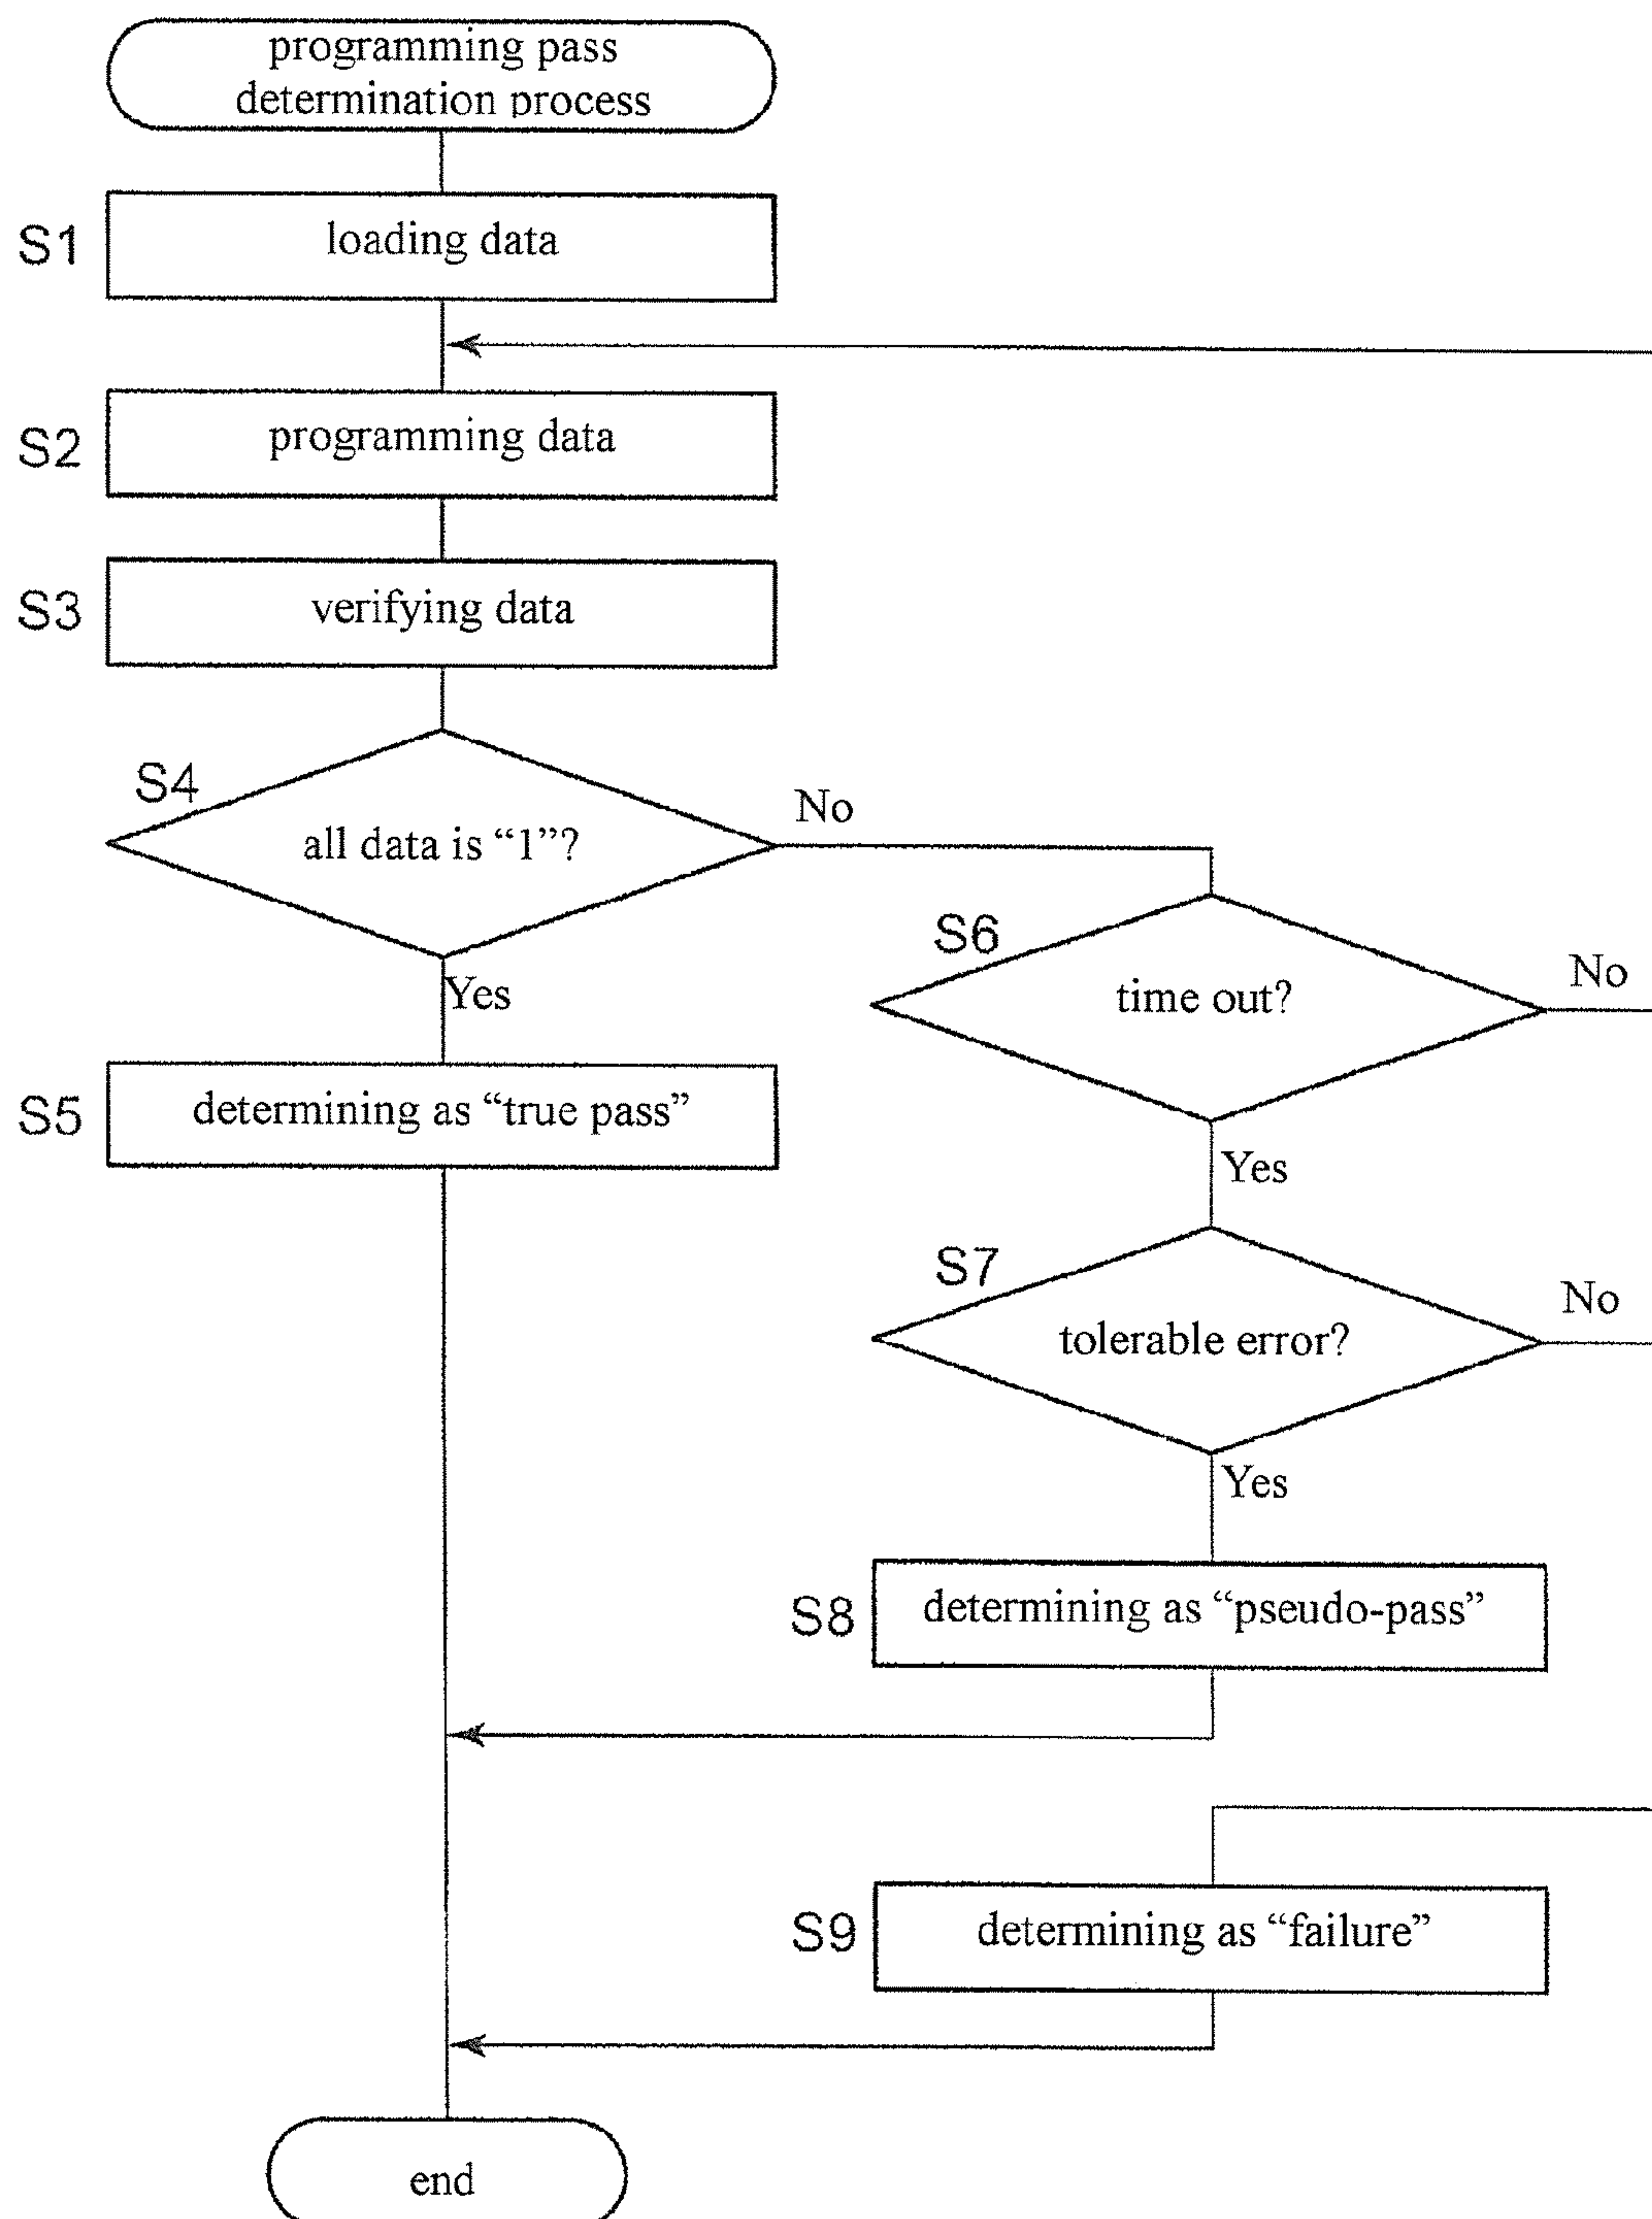 programming pass
determination process
S1
loading data
S2
programming data
S3
verifying data
S4
all data is “1”?
No
Yes
S5
determining as “true pass”
S6
time out?
No
Yes
S7
tolerable error?
No
Yes
S8
determining as “pseudo-pass”
S9
determining as “failure”
end